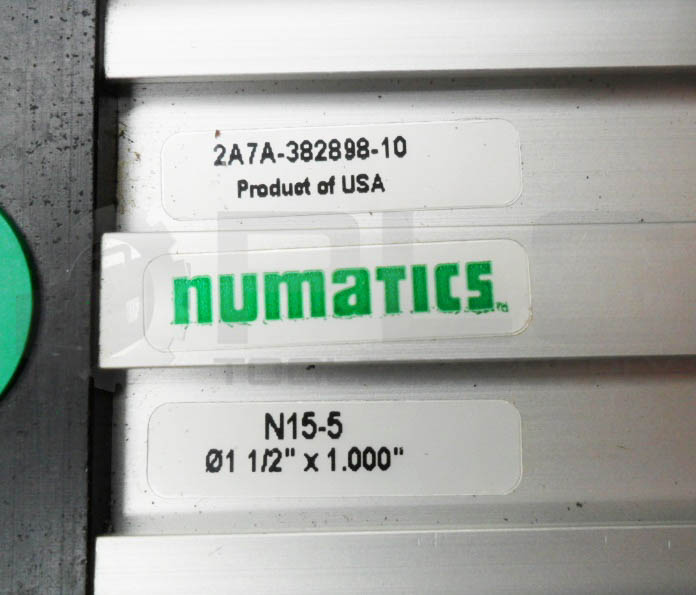 2A7A-382898-10
Product of USA
numaTICS
N15-5
Ø1 1/2" x 1.000"